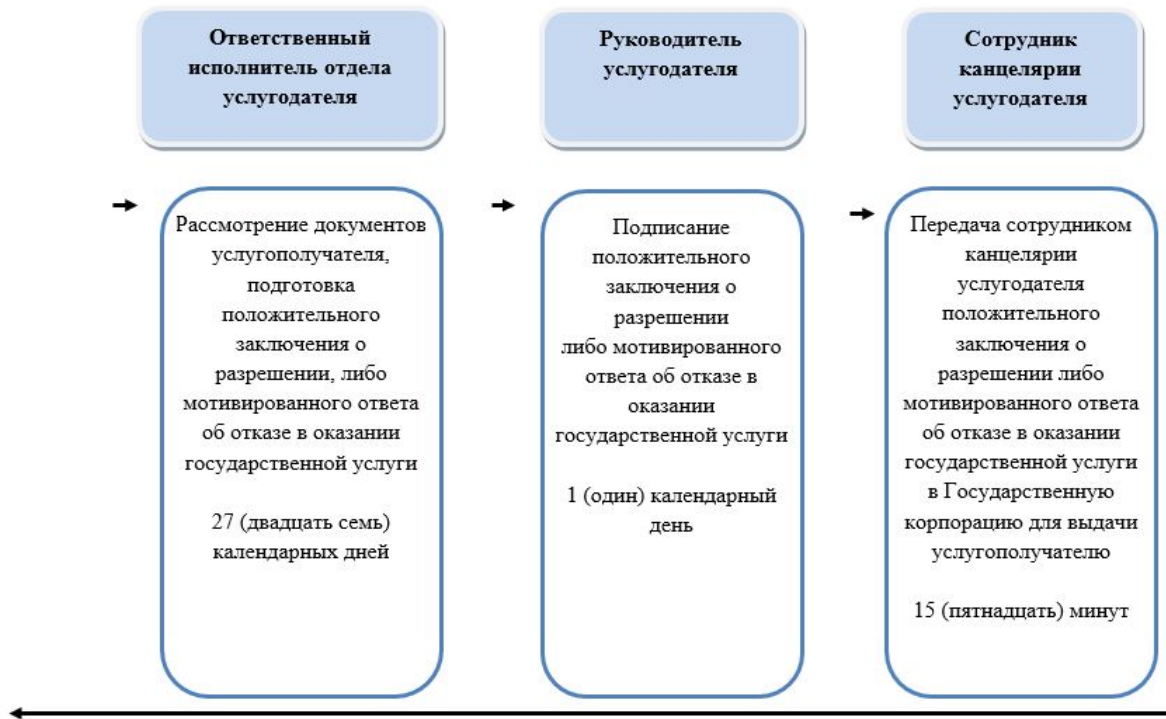 Ответственный
исполнитель отдела
услугодателя
Руководитель
услугодателя
Сотрудник
канцелярии
услугодателя
Рассмотрение документов
услугополучателя,
подготовка
положительного
заключения о
разрешении, либо
мотивированного ответа
об отказе в оказании
государственной услуги
27 (двадцать семь)
календарных дней
Подписание
положительного
заключения о
разрешении
либо мотивированного
ответа об отказе в
оказании
государственной услуги
1 (один) календарный
день
Передача сотрудником
канцелярии
услугодателя
положительного
заключения о
разрешении либо
мотивированного ответа
об отказе в оказании
государственной услуги
в Государственную
корпорацию для выдачи
услугополучателю
15 (пятнадцать) минут